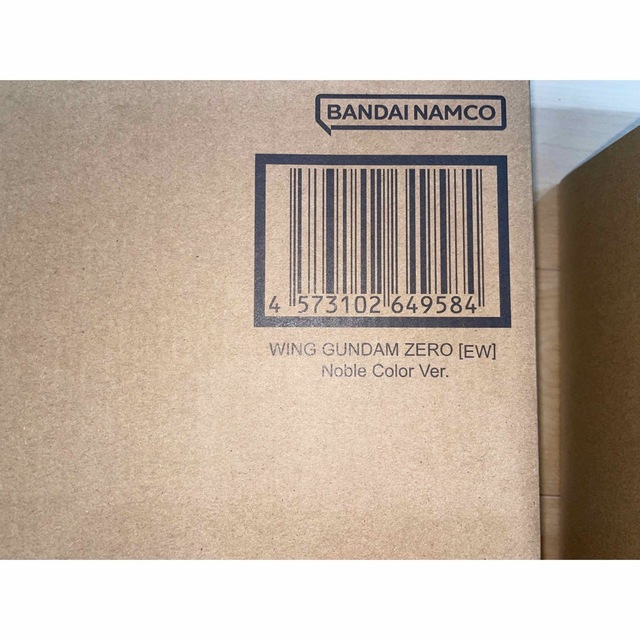 BANDAI NAMCO
4 573102 649584
WING GUNDAM ZERO [EW]
Noble Color Ver.